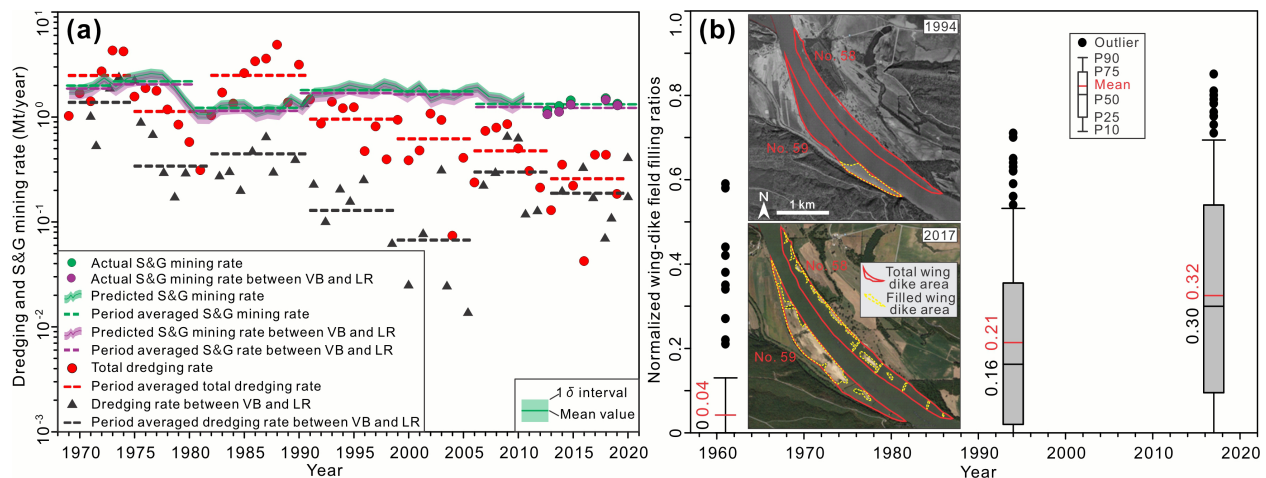 (a)
Dredging and S&G mining rate (Mt/year)
10¹
10⁰
10⁻¹
10⁻²
10⁻³
Actual S&G mining rate
Actual S&G mining rate between VB and LR
Predicted S&G mining rate
Period averaged S&G mining rate
Predicted S&G mining rate between VB and LR
Period averaged S&G rate between VB and LR
Total dredging rate
Period averaged total dredging rate
Dredging rate between VB and LR
Period averaged dredging rate between VB and LR
1 δ interval
Mean value
1970 1975 1980 1985 1990 1995 2000 2005 2010 2015 2020
Year
(b)
Normalized wing-dike field filling ratios
1.0
0.8
0.6
0.4
0.2
0
1994
No. 58
No. 59
N
1 km
2017
No. 59
Total wing
dike area
Filled wing
dike area
Outlier
P90
P75
Mean
P50
P25
P10
0 0.04
0.16 0.21
0.30 0.32
1960 1970 1980 1990 2000 2010 2020
Year